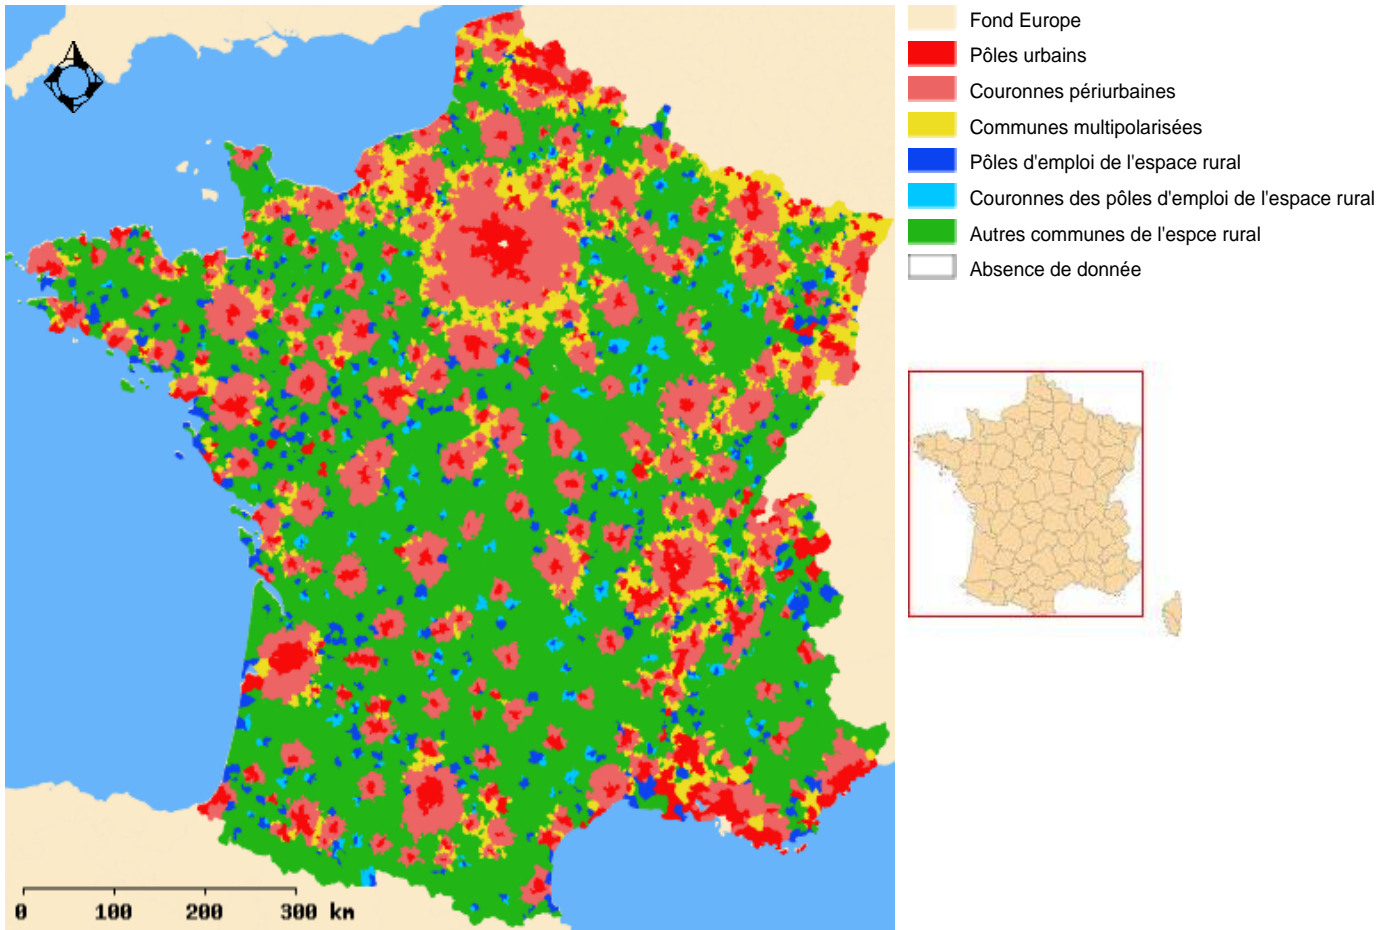 Fond Europe
Pôles urbains
Couronnes périurbaines
Communes multipolarisées
Pôles d'emploi de l'espace rural
Couronnes des pôles d'emploi de l'espace rural
Autres communes de l'espce rural
Absence de donnée
0 100 200 300 km